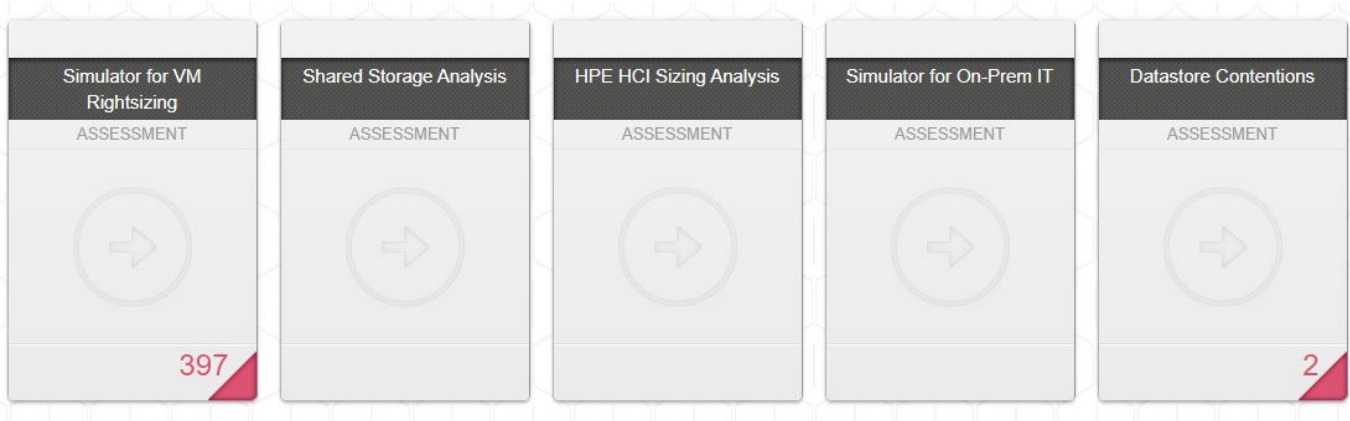 Simulator for VM
Rightsizing
ASSESSMENT
397
Shared Storage Analysis
ASSESSMENT
HPE HCI Sizing Analysis
ASSESSMENT
Simulator for On-Prem IT
ASSESSMENT
Datastore Contentions
ASSESSMENT
2